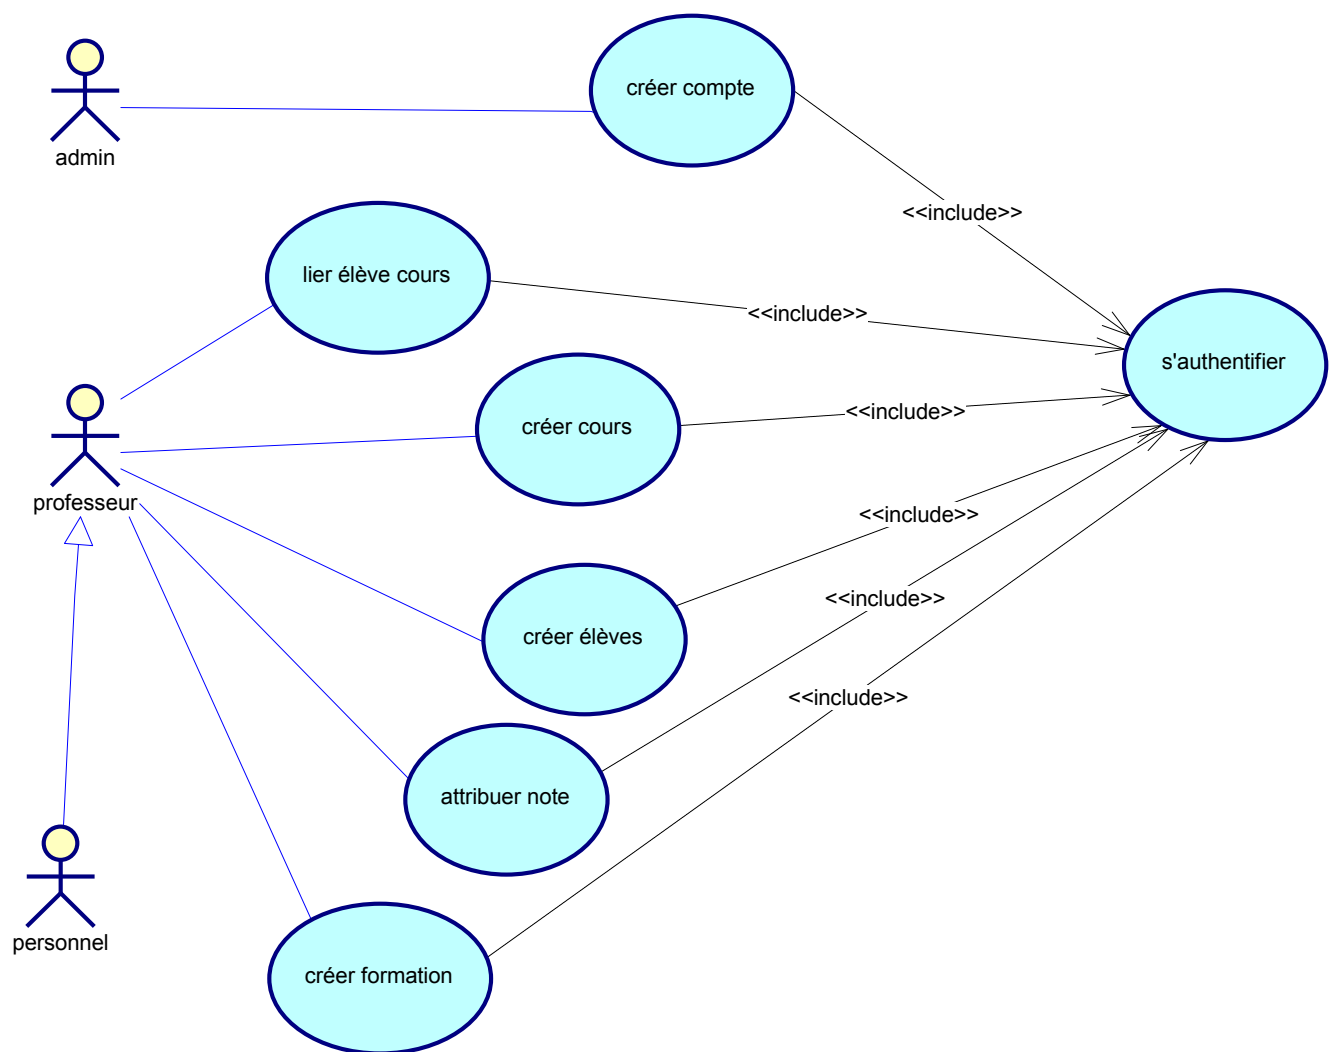 créer compte
admin
<<include>>
lier élève cours
<<include>>
s'authentifier
<<include>>
créer cours
professeur
<<include>>
créer élèves
<<include>>
<<include>>
attribuer note
personnel
créer formation